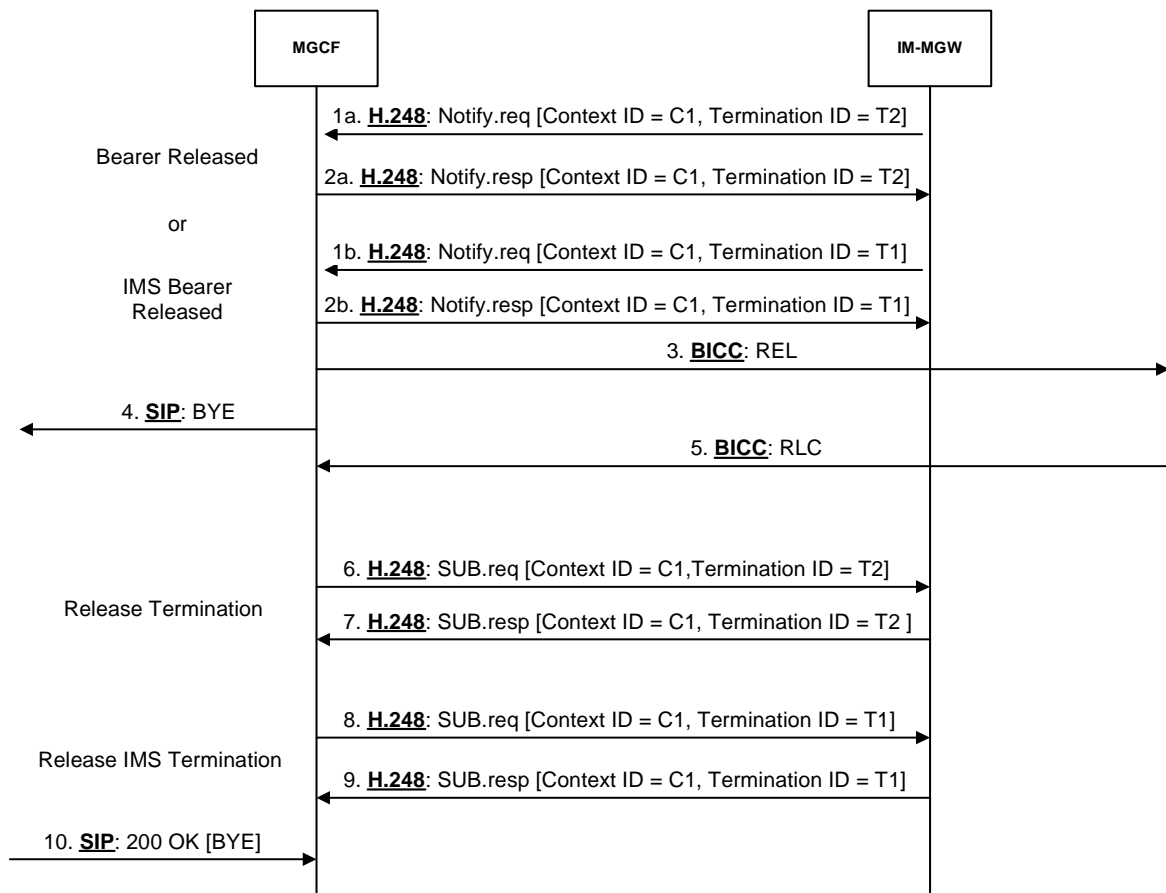 MGCF
IM-MGW
1a. H.248: Notify.req [Context ID = C1, Termination ID = T2]
Bearer Released
2a. H.248: Notify.resp [Context ID = C1, Termination ID = T2]
or
1b. H.248: Notify.req [Context ID = C1, Termination ID = T1]
IMS Bearer
Released
2b. H.248: Notify.resp [Context ID = C1, Termination ID = T1]
3. BICC: REL
4. SIP: BYE
5. BICC: RLC
6. H.248: SUB.req [Context ID = C1,Termination ID = T2]
Release Termination
7. H.248: SUB.resp [Context ID = C1, Termination ID = T2 ]
8. H.248: SUB.req [Context ID = C1, Termination ID = T1]
Release IMS Termination
9. H.248: SUB.resp [Context ID = C1, Termination ID = T1]
10. SIP: 200 OK [BYE]